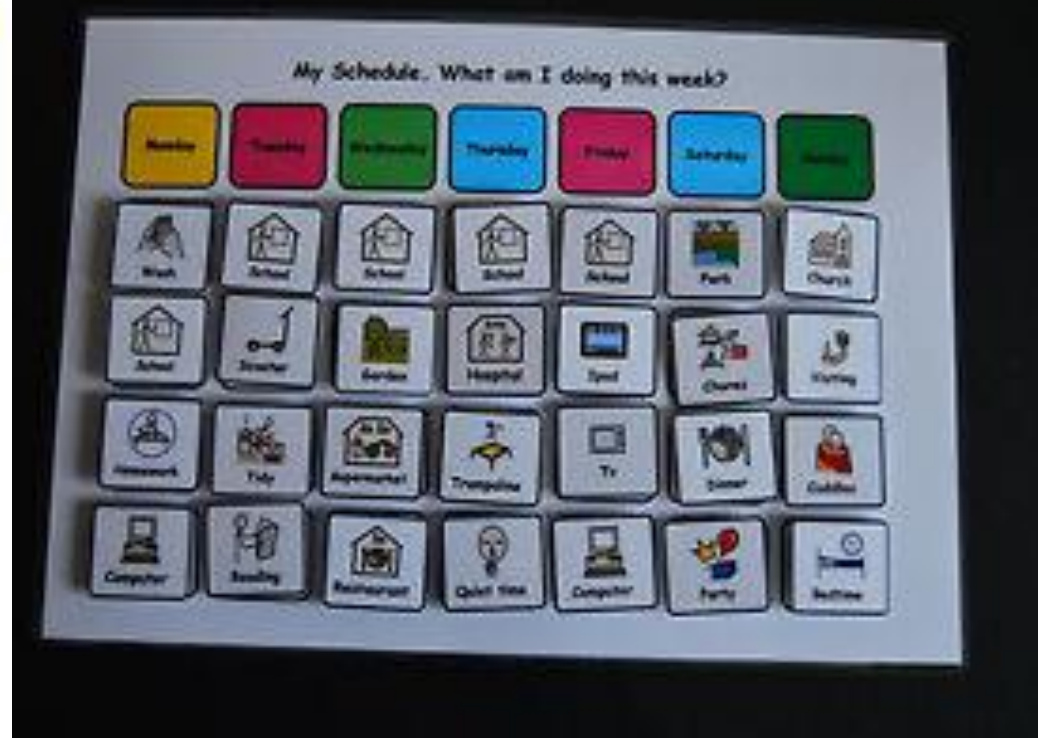 My Schedule. What am I doing this week?
Monday Tuesday Wednesday Thursday Friday Saturday Sunday
Wash School School School School Park Church
School Scooter Garden Hospital Ipad Chores Visiting
Homework Tidy Supermarket Trampoline Tv Dinner Cuddles
Computer Reading Restaurant Quiet time Computer Party Bedtime